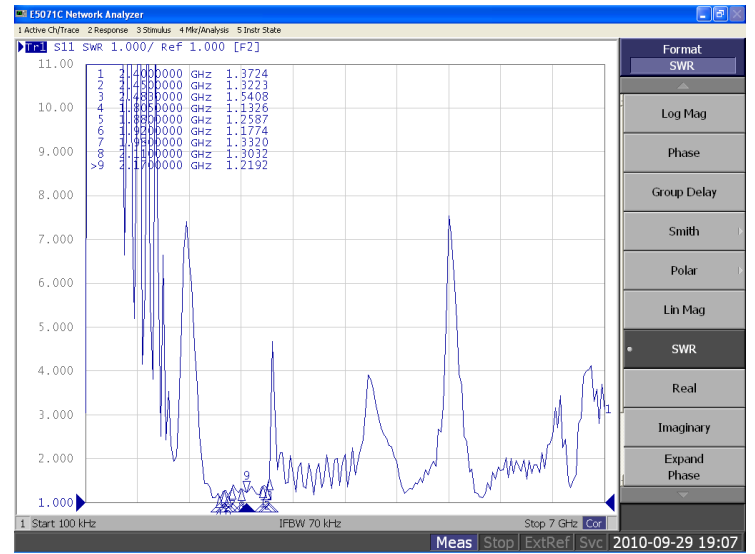 E5071C Network Analyzer
1 Active Ch/Trace 2 Response 3 Stimulus 4 Mkr/Analysis 5 Instr State
Tr1 S11 SWR 1.000/ Ref 1.000 [F2]
11.00
10.00
9.000
8.000
7.000
6.000
5.000
4.000
3.000
2.000
1.000
1 2.4000000 GHz 1.3724
2 2.4500000 GHz 1.3223
3 2.4830000 GHz 1.5408
4 1.8050000 GHz 1.1326
5 1.8800000 GHz 1.2587
6 1.9200000 GHz 1.1774
7 1.9900000 GHz 1.3320
8 2.1100000 GHz 1.3032
>9 2.1700000 GHz 1.2192
9
1
1 Start 100 kHz IFBW 70 kHz Stop 7 GHz Cor
Meas Stop ExtRef Svc 2010-09-29 19:07
Format
SWR
Log Mag
Phase
Group Delay
Smith
Polar
Lin Mag
SWR
Real
Imaginary
Expand
Phase